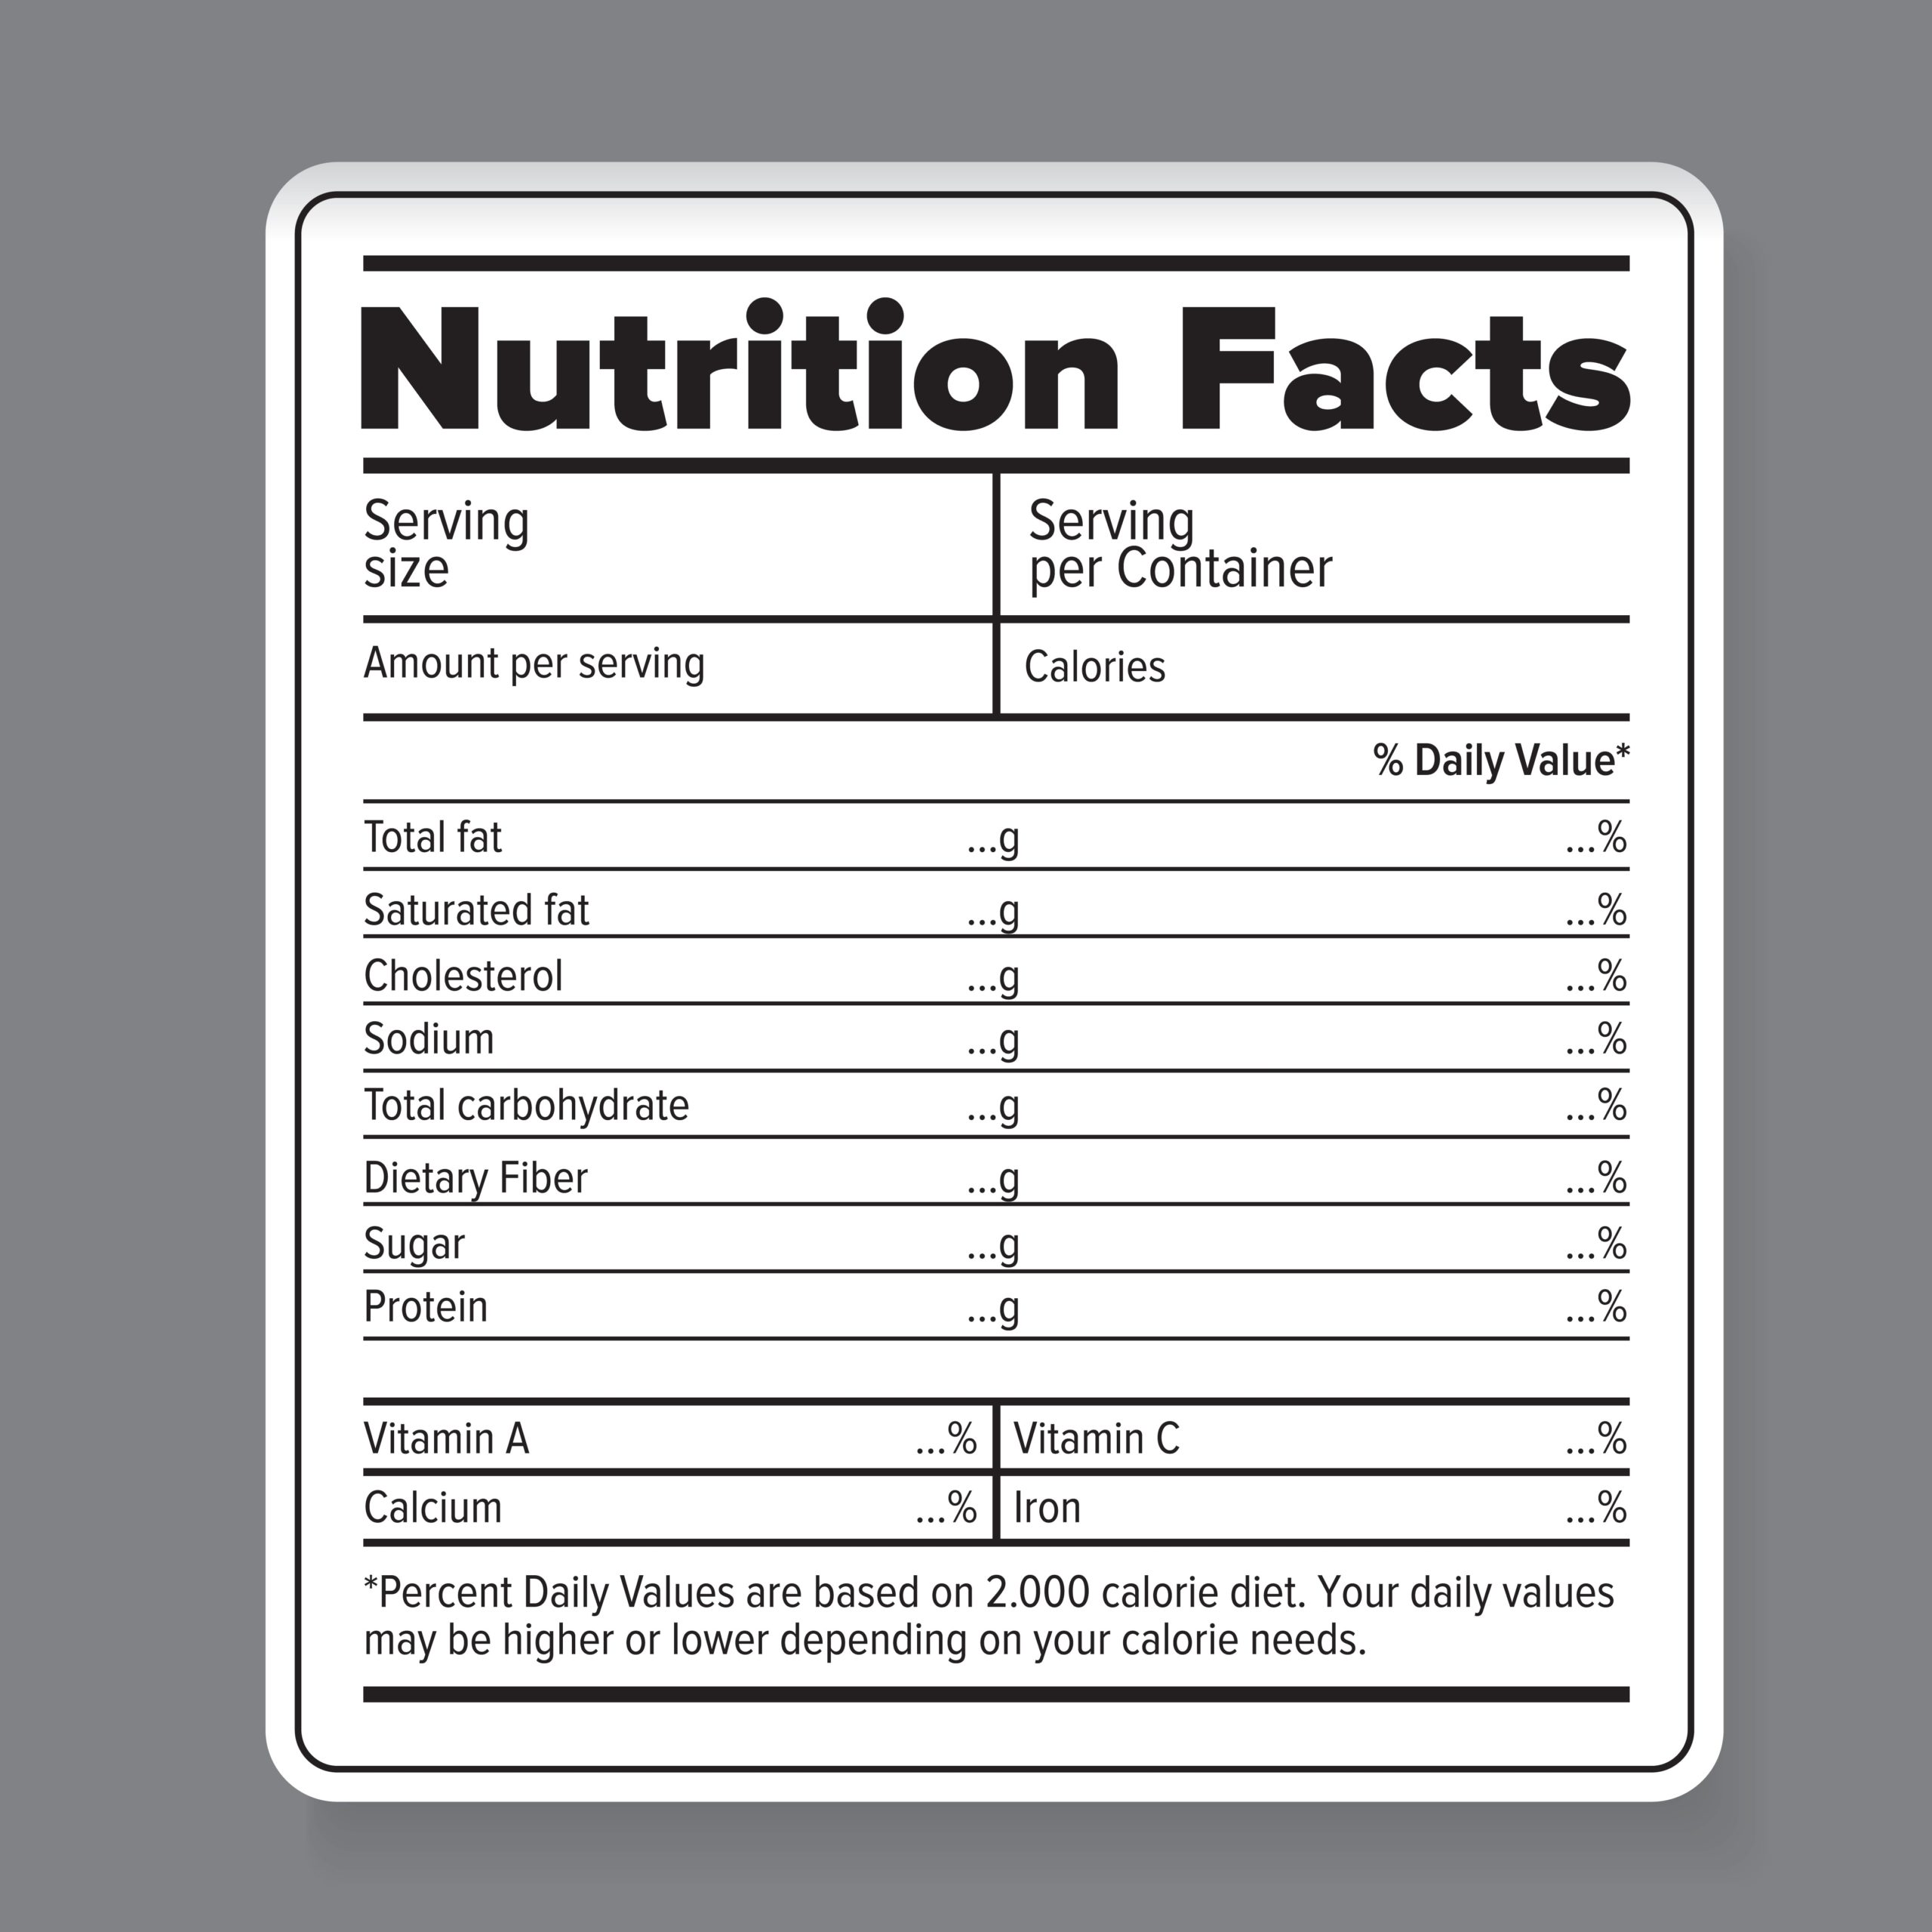 Nutrition Facts
Serving
size
Serving
per Container
Amount per serving
Calories
% Daily Value*
Total fat ...g ...%
Saturated fat ...g ...%
Cholesterol ...g ...%
Sodium ...g ...%
Total carbohydrate ...g ...%
Dietary Fiber ...g ...%
Sugar ...g ...%
Protein ...g ...%
Vitamin A ...% Vitamin C ...%
Calcium ...% Iron ...%
*Percent Daily Values are based on 2.000 calorie diet. Your daily values
may be higher or lower depending on your calorie needs.